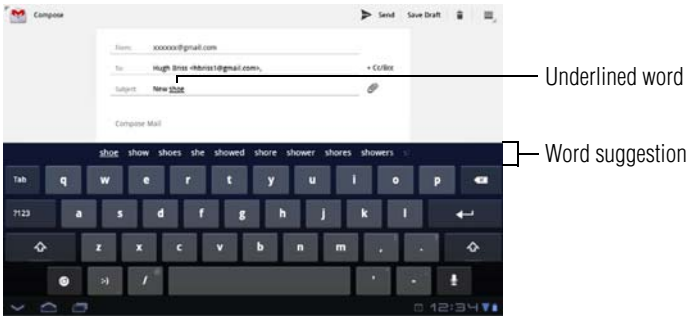 Compose Send Save Draft
From: xxxxxx@gmail.com
To: Hugh Briss <hbriss1@gmail.com>, + Cc/Bcc
Subject: New shoe
Underlined word
Compose Mail
shoe show shoes she showed shore shower shores showers
Word suggestion
Tab q w e r t y u i o p
?123 a s d f g h j k l
z x c v b n m , .
:-) / ' -
12:34